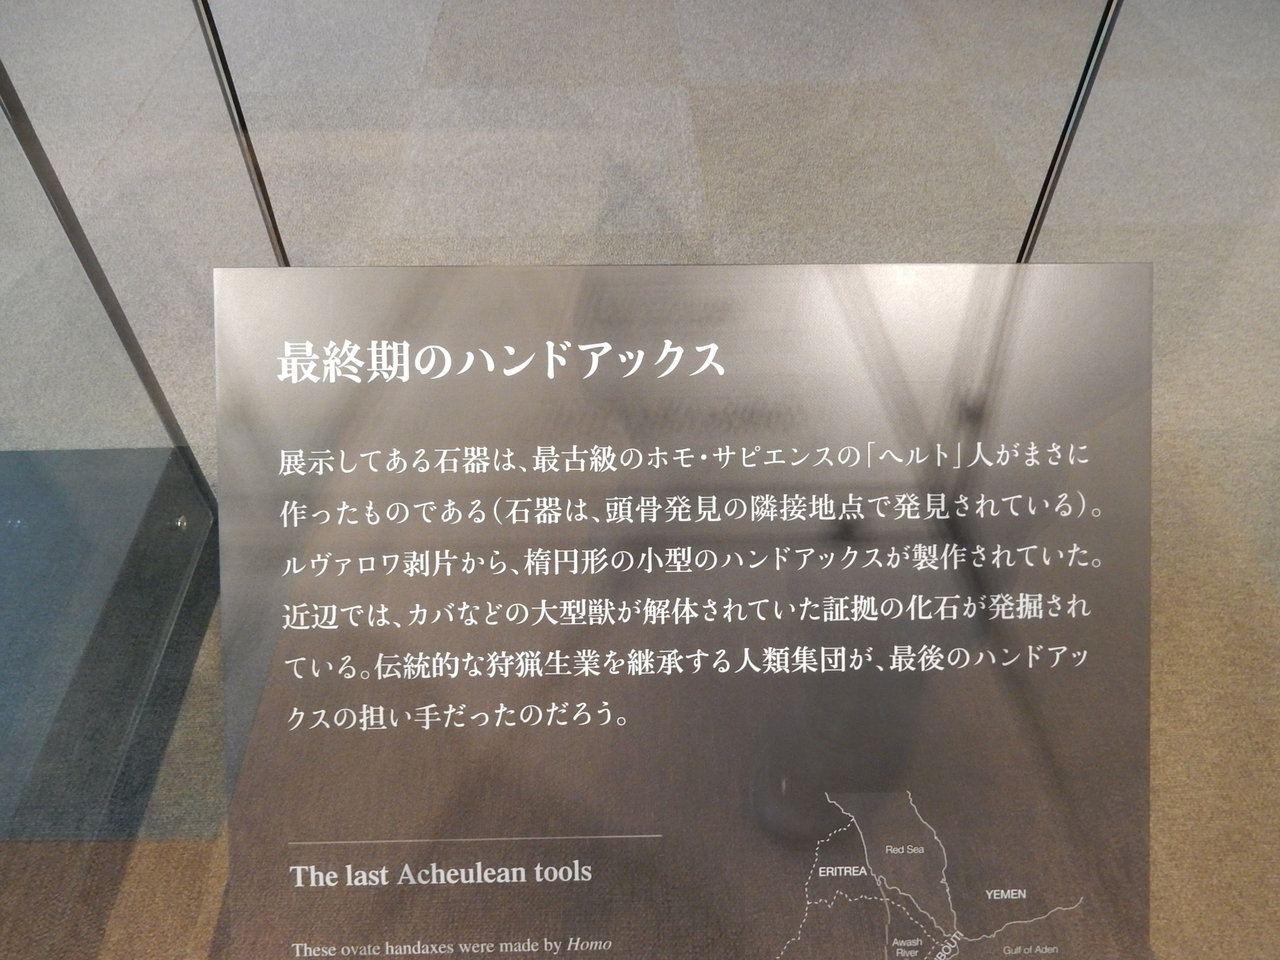 最終期のハンドアックス
展示してある石器は、最古級のホモ・サピエンスの「ヘルト」人がまさに
作ったものである（石器は、頭骨発見の隣接地点で発見されている）。
ルヴァロワ剥片から、楕円形の小型のハンドアックスが製作されていた。
近辺では、カバなどの大型獣が解体されていた証拠の化石が発掘され
ている。伝統的な狩猟生業を継承する人類集団が、最後のハンドアッ
クスの担い手だったのだろう。
The last Acheulean tools
These ovate handaxes were made by Homo
Red Sea
ERITREA
YEMEN
Awash
River
Gulf of Aden